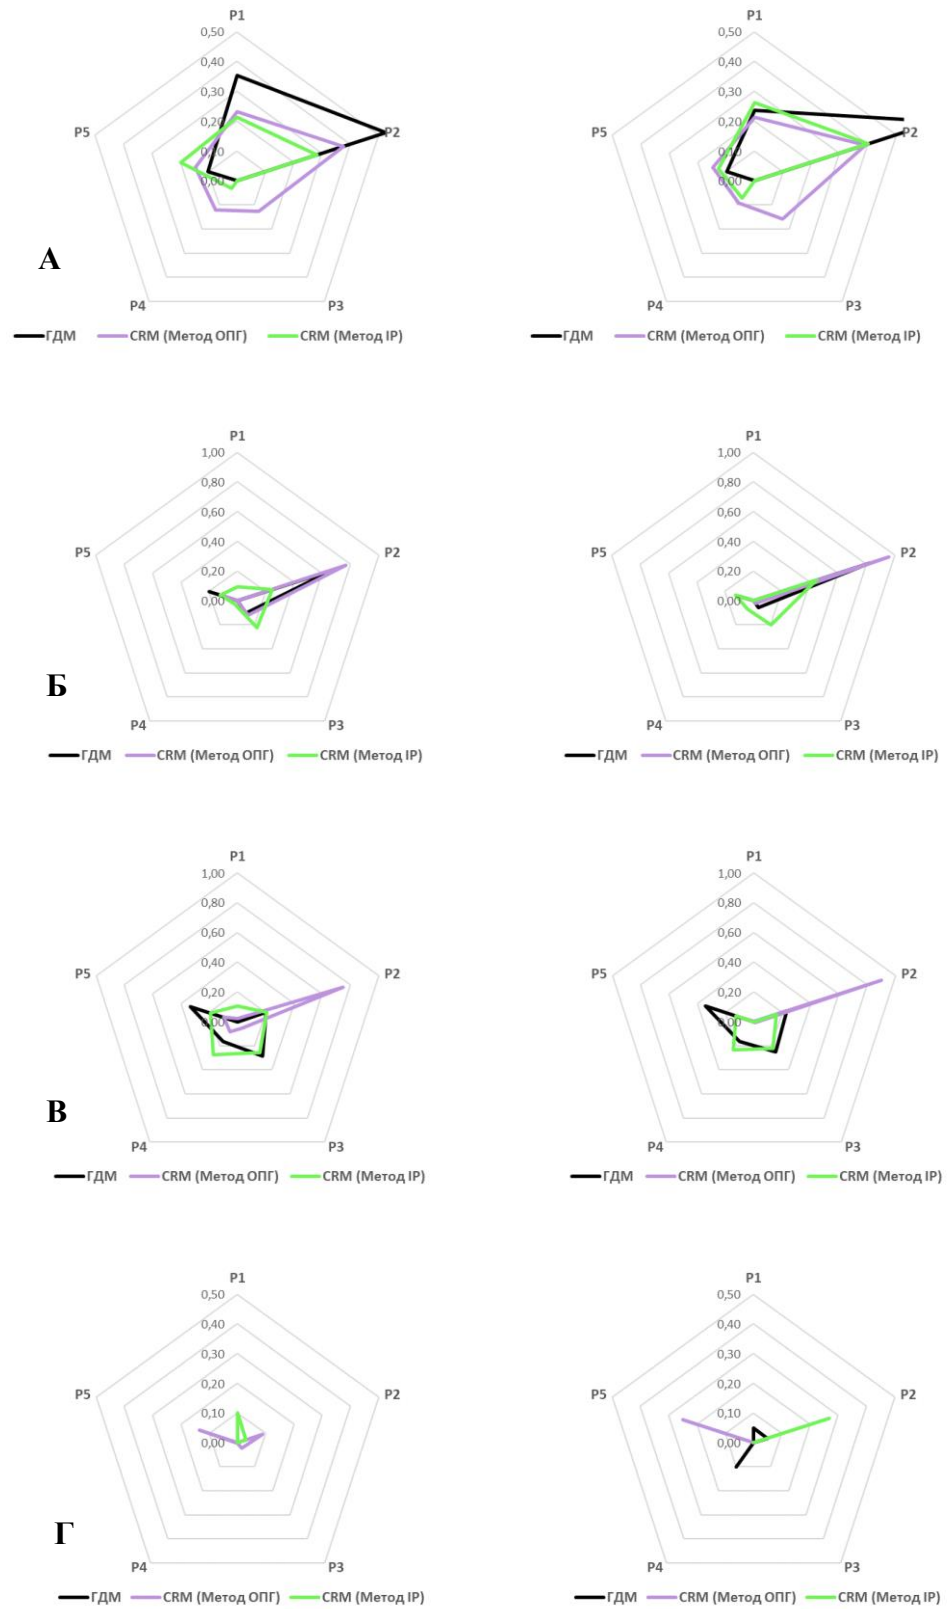 P1 P1
0,50 0,50
0,40 0,40
0,30 0,30
P5 0,20 P2 P5 0,20 P2
0,10 0,10
0,00 0,00
А
P4 P3 P4 P3
ГДМ CRM (Метод ОПГ) CRM (Метод IP) ГДМ CRM (Метод ОПГ) CRM (Метод IP)
P1 P1
1,00 1,00
0,80 0,80
0,60 0,60
P5 0,40 P2 P5 0,40 P2
0,20 0,20
0,00 0,00
Б
P4 P3 P4 P3
ГДМ CRM (Метод ОПГ) CRM (Метод IP) ГДМ CRM (Метод ОПГ) CRM (Метод IP)
P1 P1
1,00 1,00
0,80 0,80
0,60 0,60
P5 0,40 P2 P5 0,40 P2
0,20 0,20
0,00 0,00
В
P4 P3 P4 P3
ГДМ CRM (Метод ОПГ) CRM (Метод IP) ГДМ CRM (Метод ОПГ) CRM (Метод IP)
P1 P1
0,50 0,50
0,40 0,40
0,30 0,30
P5 0,20 P2 P5 0,20 P2
0,10 0,10
0,00 0,00
Г
P4 P3 P4 P3
ГДМ CRM (Метод ОПГ) CRM (Метод IP) ГДМ CRM (Метод ОПГ) CRM (Метод IP)